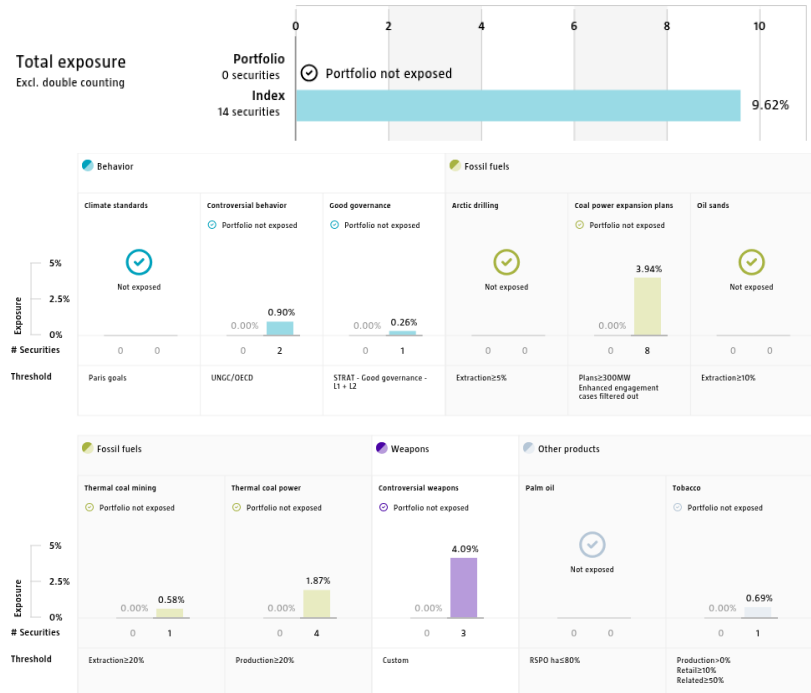 0 2 4 6 8 10
Total exposure
Excl. double counting
Portfolio
0 securities
Portfolio not exposed
Index
14 securities
9.62%
Behavior
Fossil fuels
Climate standards
Controversial behavior
Good governance
Arctic drilling
Coal power expansion plans
Oil sands
Portfolio not exposed
Portfolio not exposed
Portfolio not exposed
Not exposed
Not exposed
Not exposed
Exposure
5%
2.5%
0%
0.00% 0.90%
0.00% 0.26%
0.00% 3.94%
# Securities
0 0
0 2
0 1
0 0
0 8
0 0
Threshold
Paris goals
UNGC/OECD
STRAT - Good governance -
L1 + L2
Extraction≥5%
Plans≥300MW
Enhanced engagement
cases filtered out
Extraction≥10%
Fossil fuels
Weapons
Other products
Thermal coal mining
Thermal coal power
Controversial weapons
Palm oil
Tobacco
Portfolio not exposed
Portfolio not exposed
Portfolio not exposed
Portfolio not exposed
Not exposed
Exposure
5%
2.5%
0%
0.00% 0.58%
0.00% 1.87%
0.00% 4.09%
0.00% 0.69%
# Securities
0 1
0 4
0 3
0 0
0 1
Threshold
Extraction≥20%
Production≥20%
Custom
RSPO ha≤80%
Production>0%
Retail≥10%
Related≥50%